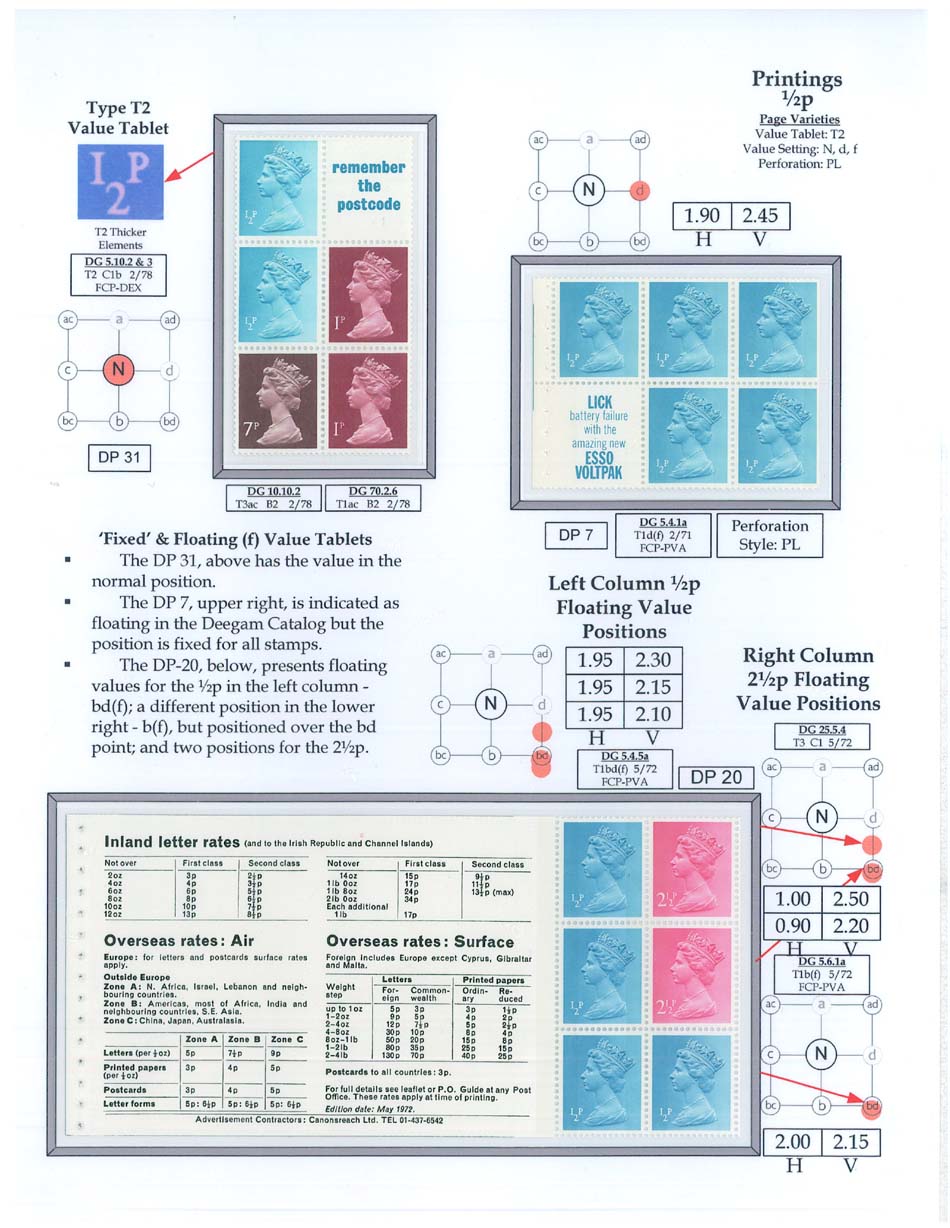 Printings
½p
Page Varieties
Value Tablet: T2
Value Setting: N, d, f
Perforation: PL
Type T2
Value Tablet
1 P
2
T2 Thicker
Elements
DG 5.10.2 & 3
T2 C1b 2/78
FCP-DEX
ac a ad
c N d
bc b bd
DP 31
½P
remember
the
postcode
½P
1P
7P
1P
DG 10.10.2
T3ac B2 2/78
DG 70.2.6
T1ac B2 2/78
ac a ad
c N d
bc b bd
1.90 2.45
H V
½P ½P ½P
LICK
battery failure
with the
amazing new
ESSO
VOLTPAK
½P ½P
DP 7
DG 5.4.1a
T1d(f) 2/71
FCP-PVA
Perforation
Style: PL
'Fixed' & Floating (f) Value Tablets
▪ The DP 31, above has the value in the
normal position.
▪ The DP 7, upper right, is indicated as
floating in the Deegam Catalog but the
position is fixed for all stamps.
▪ The DP-20, below, presents floating
values for the ½p in the left column -
bd(f); a different position in the lower
right - b(f), but positioned over the bd
point; and two positions for the 2½p.
Left Column ½p
Floating Value
Positions
ac a ad
c N d
bc b bd
1.95 2.30
1.95 2.15
1.95 2.10
H V
DG 5.4.5a
T1bd(f) 5/72
FCP-PVA
DP 20
Right Column
2½p Floating
Value Positions
DG 25.5.4
T3 C1 5/72
ac a ad
c N d
bc b bd
1.00 2.50
0.90 2.20
H V
DG 5.6.1a
T1b(f) 5/72
FCP-PVA
ac a ad
c N d
bc b bd
2.00 2.15
H V
Inland letter rates (and to the Irish Republic and Channel Islands)
Not over First class Second class
2oz 3p 2½p
4oz 4p 3½p
6oz 6p 5½p
8oz 8p 6½p
10oz 10p 7½p
12oz 13p 8½p
Not over First class Second class
14oz 15p 9½p
1lb 0oz 17p 11½p
1lb 8oz 24p 13½p (max)
2lb 0oz 34p
Each additional
1lb 17p
Overseas rates: Air
Europe: for letters and postcards surface rates
apply.
Outside Europe
Zone A: N. Africa, Israel, Lebanon and neigh-
bouring countries.
Zone B: Americas, most of Africa, India and
neighbouring countries, S.E. Asia.
Zone C: China, Japan, Australasia.
Zone A Zone B Zone C
Letters (per ½oz) 5p 7½p 9p
Printed papers
(per ½oz) 3p 4p 5p
Postcards 3p 4p 5p
Letter forms 5p: 6½p 5p: 6½p 5p: 6½p
Overseas rates: Surface
Foreign includes Europe except Cyprus, Gibraltar
and Malta.
Letters Printed papers
Weight step For-eign Common-wealth Ordin-ary Re-duced
up to 1oz 5p 3p 3p 1½p
1-2oz 9p 5p 4p 2p
2-4oz 12p 7½p 5p 2½p
4-8oz 30p 10p 8p 4p
8oz-1lb 50p 20p 15p 8p
1-2lb 80p 35p 25p 15p
2-4lb 130p 70p 40p 25p
Postcards to all countries: 3p.
For full details see leaflet or P.O. Guide at any Post
Office. These rates apply at time of printing.
Edition date: May 1972.
Advertisement Contractors: Canonsreach Ltd. TEL 01-437-6542
½P 2½P
½P 2½P
½P ½P